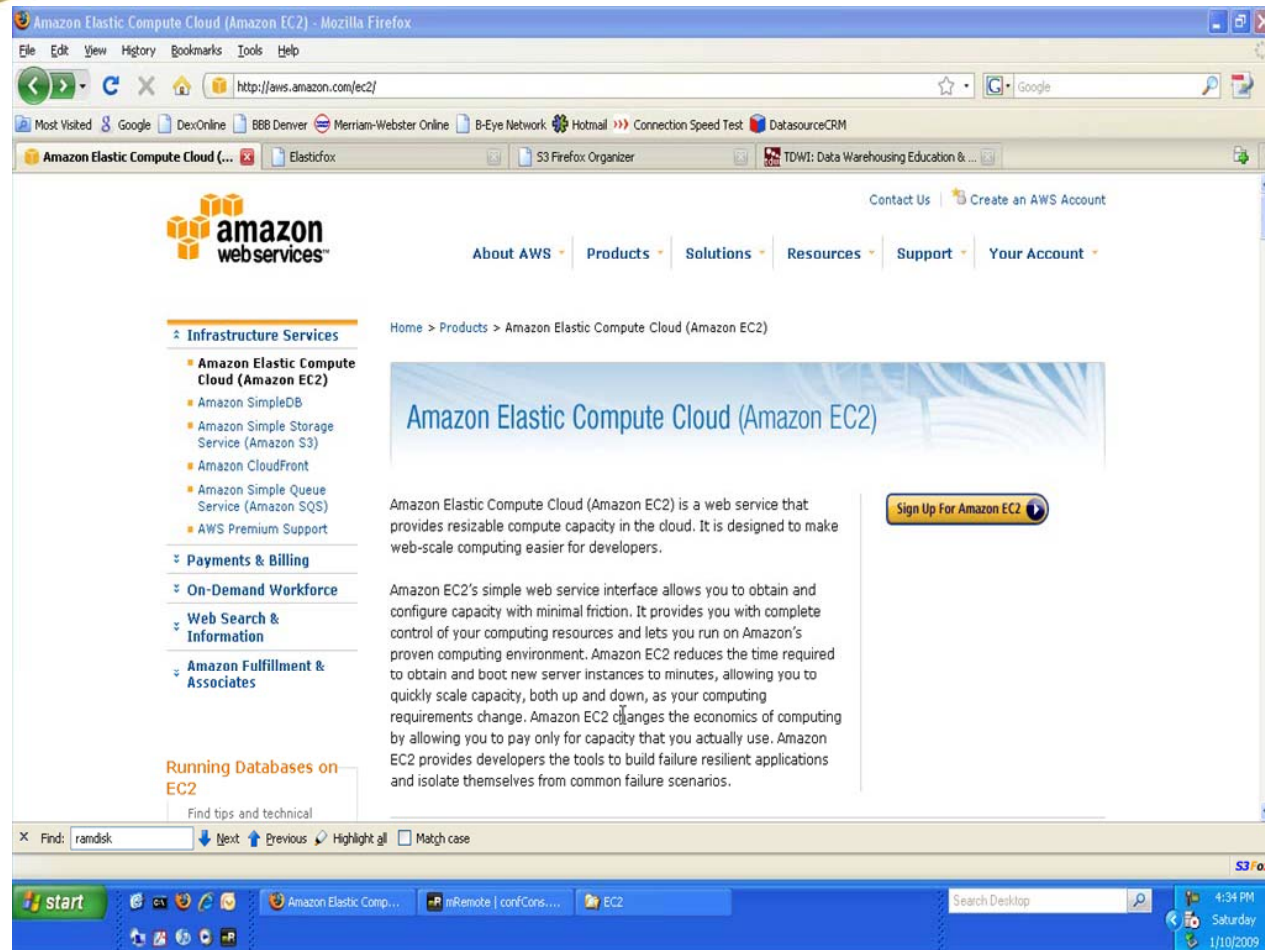 Amazon Elastic Compute Cloud (Amazon EC2) - Mozilla Firefox
File Edit View History Bookmarks Tools Help
http://aws.amazon.com/ec2/
Google
Most Visited Google DexOnline BBB Denver Merriam-Webster Online B-Eye Network Hotmail Connection Speed Test DatasourceCRM
Amazon Elastic Compute Cloud (... Elasticfox S3 Firefox Organizer TDWI: Data Warehousing Education & ...
Contact Us | Create an AWS Account
amazon
webservices™
About AWS Products Solutions Resources Support Your Account
Infrastructure Services
Amazon Elastic Compute
Cloud (Amazon EC2)
Amazon SimpleDB
Amazon Simple Storage
Service (Amazon S3)
Amazon CloudFront
Amazon Simple Queue
Service (Amazon SQS)
AWS Premium Support
Payments & Billing
On-Demand Workforce
Web Search &
Information
Amazon Fulfillment &
Associates
Running Databases on
EC2
Find tips and technical
Home > Products > Amazon Elastic Compute Cloud (Amazon EC2)
Amazon Elastic Compute Cloud (Amazon EC2)
Amazon Elastic Compute Cloud (Amazon EC2) is a web service that
provides resizable compute capacity in the cloud. It is designed to make
web-scale computing easier for developers.
Amazon EC2's simple web service interface allows you to obtain and
configure capacity with minimal friction. It provides you with complete
control of your computing resources and lets you run on Amazon's
proven computing environment. Amazon EC2 reduces the time required
to obtain and boot new server instances to minutes, allowing you to
quickly scale capacity, both up and down, as your computing
requirements change. Amazon EC2 changes the economics of computing
by allowing you to pay only for capacity that you actually use. Amazon
EC2 provides developers the tools to build failure resilient applications
and isolate themselves from common failure scenarios.
Sign Up For Amazon EC2
Find: ramdisk Next Previous Highlight all Match case
S3Fo
start Amazon Elastic Comp... mRemote | confCons.... EC2 Search Desktop
4:34 PM
Saturday
1/10/2009